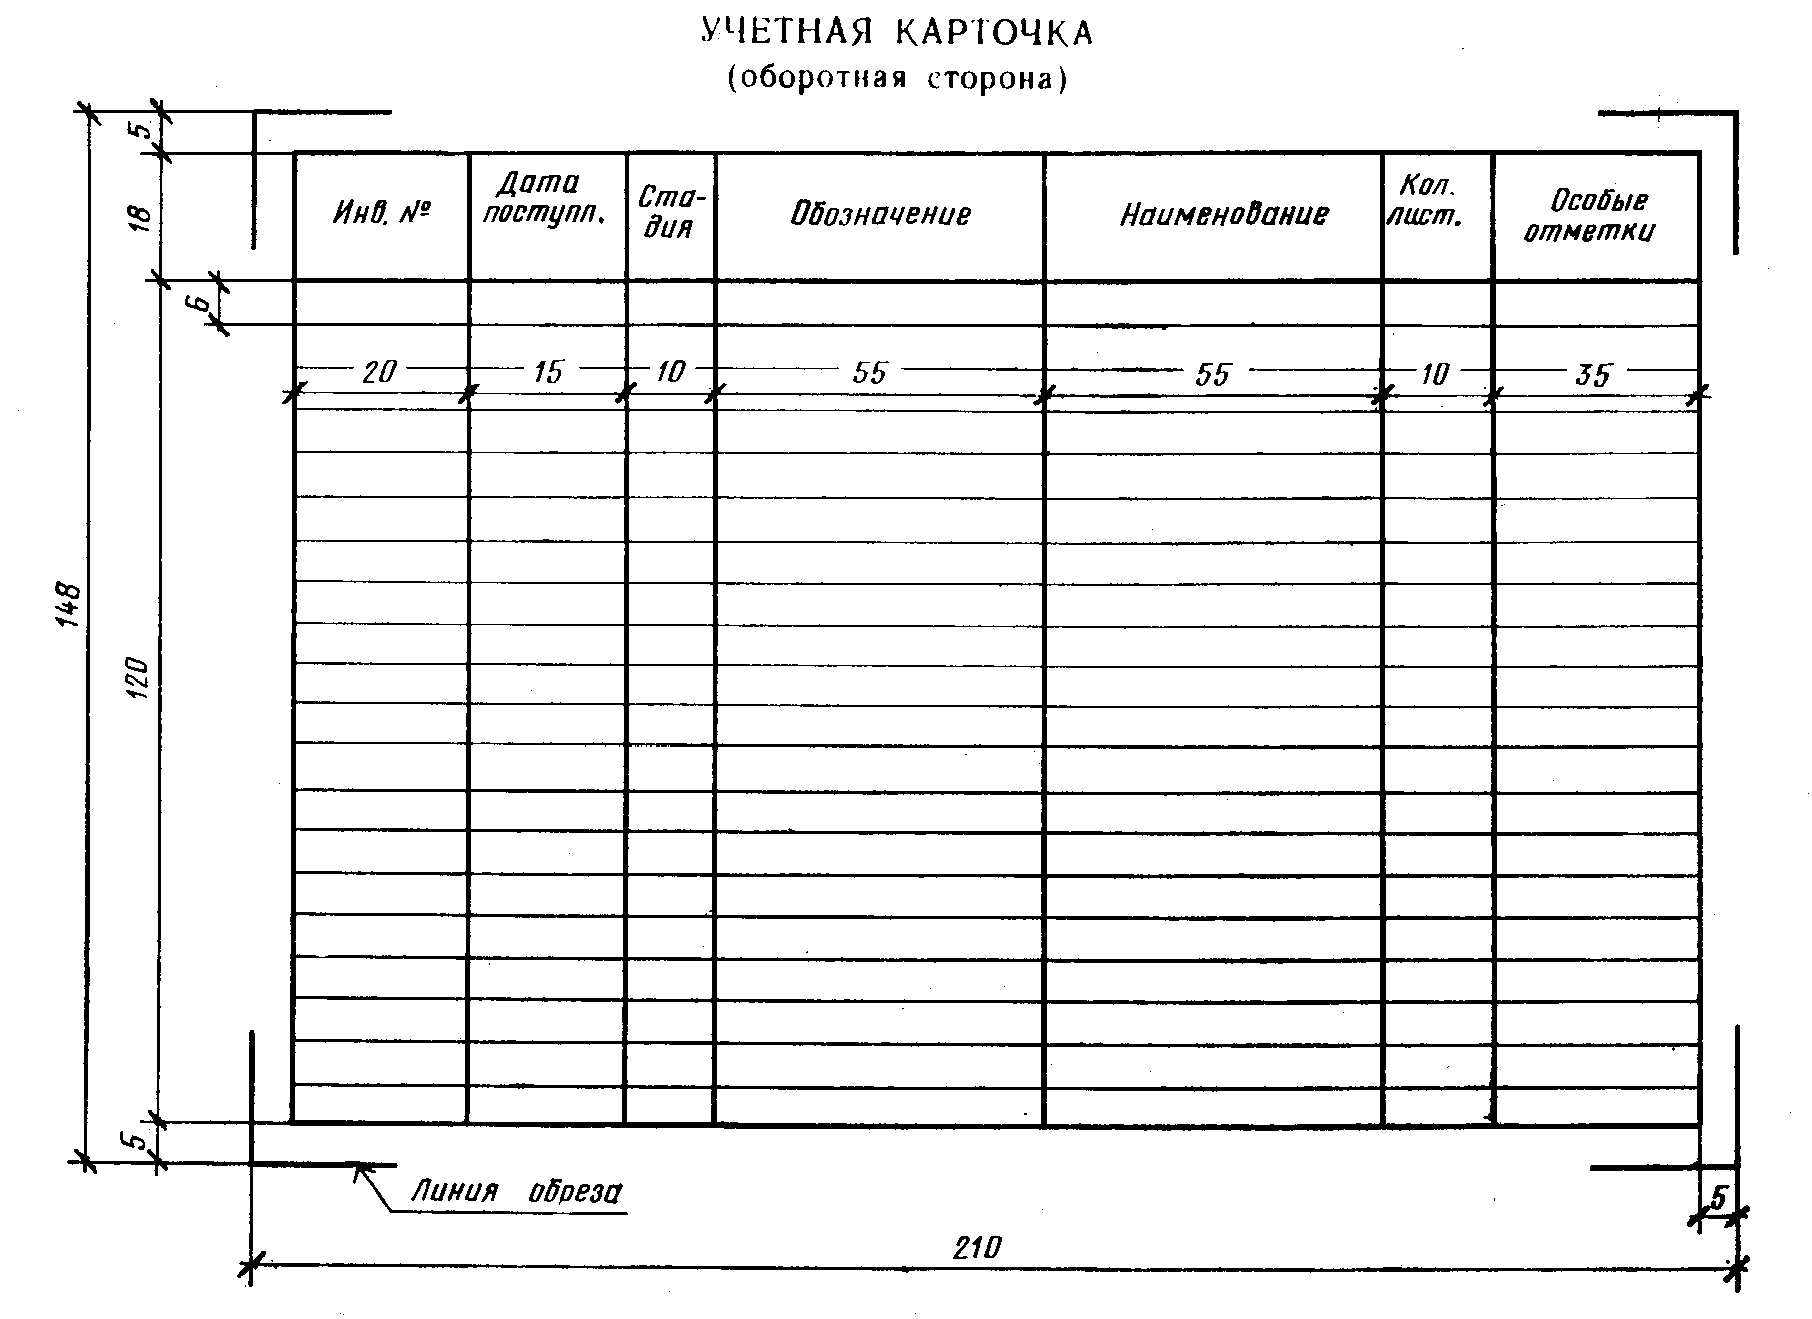 УЧЕТНАЯ КАРТОЧКА
(оборотная сторона)
5
18
6
148
120
5
Инв. №
Дата
поступл.
Ста-
дия
Обозначение
Наименование
Кол.
лист.
Особые
отметки
20 15 10 55 55 10 35
Линия обреза
5
210